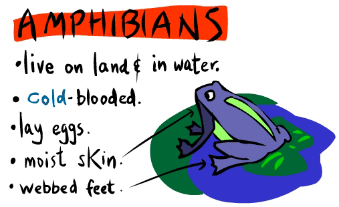 AMPHIBIANS
•live on land & in water.
• cold-blooded.
•lay eggs.
• moist skin.
• webbed feet.